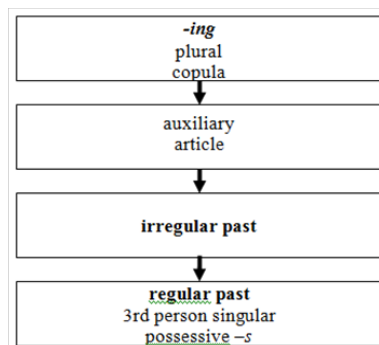 -ing
plural
copula
auxiliary
article
irregular past
regular past
3rd person singular
possessive –s